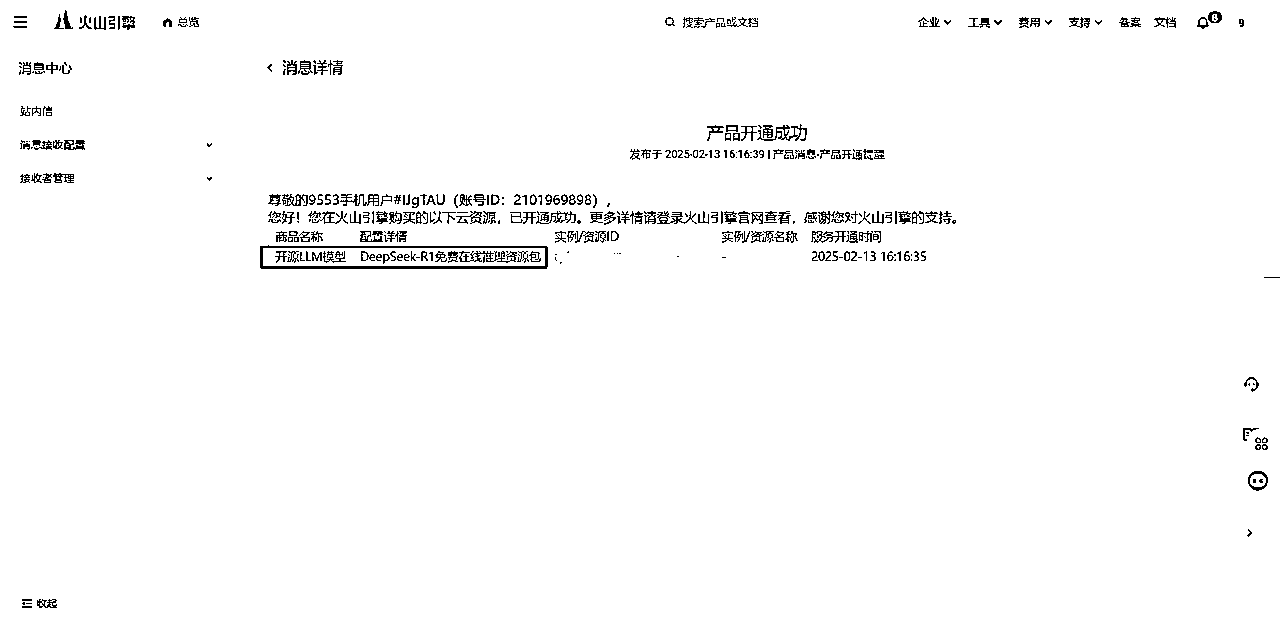 火山引擎 总览 搜索产品或文档 企业 工具 费用 支持 备案 文档 6 9
消息中心
消息详情
站内信
消息接收配置
接收者管理
产品开通成功
发布于 2025-02-13 16:16:39 | 产品消息-产品开通提醒
尊敬的9553手机用户#IJgTAU（账号ID：2101969898），
您好！您在火山引擎购买的以下云资源，已开通成功。更多详情请登录火山引擎官网查看，感谢您对火山引擎的支持。
商品名称 配置详情 实例/资源ID 实例/资源名称 服务开通时间
开源LLM模型 DeepSeek-R1免费在线推理资源包 - 2025-02-13 16:16:35
收起